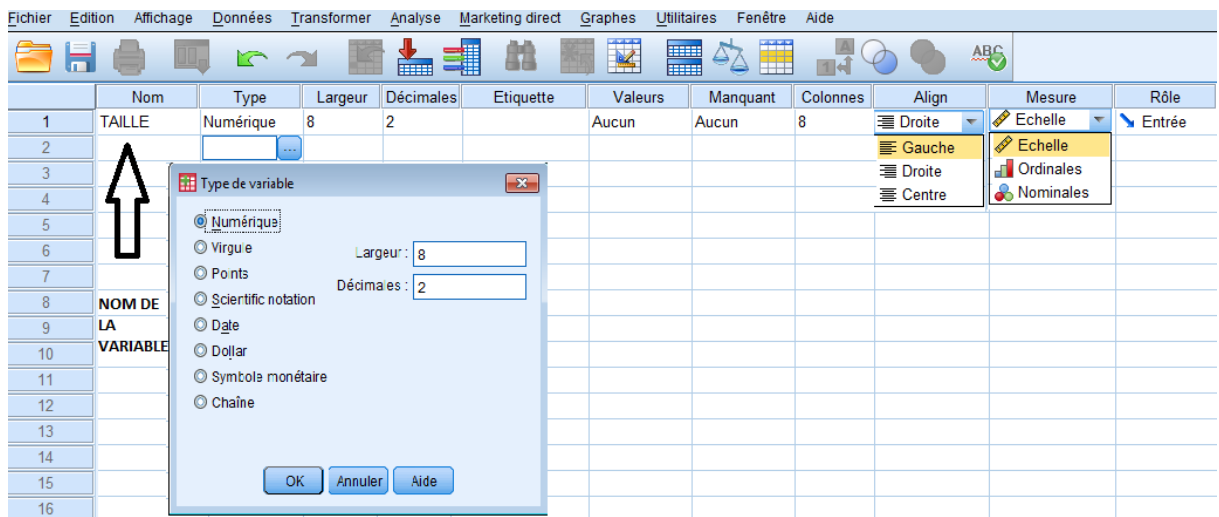 Fichier Edition Affichage Données Transformer Analyse Marketing direct Graphes Utilitaires Fenêtre Aide
A
1 4
ABC
Nom Type Largeur Décimales Etiquette Valeurs Manquant Colonnes Align Mesure Rôle
1 TAILLE Numérique 8 2 Aucun Aucun 8 Droite Echelle Entrée
2 ... Gauche Echelle
3 Type de variable Droite Ordinales
4 Centre Nominales
5 Numérique
6 Virgule Largeur : 8
7 Points Décimales : 2
8 NOM DE Scientific notation
9 LA Date
10 VARIABLE Dollar
11 Symbole monétaire
12 Chaîne
13
14
15 OK Annuler Aide
16